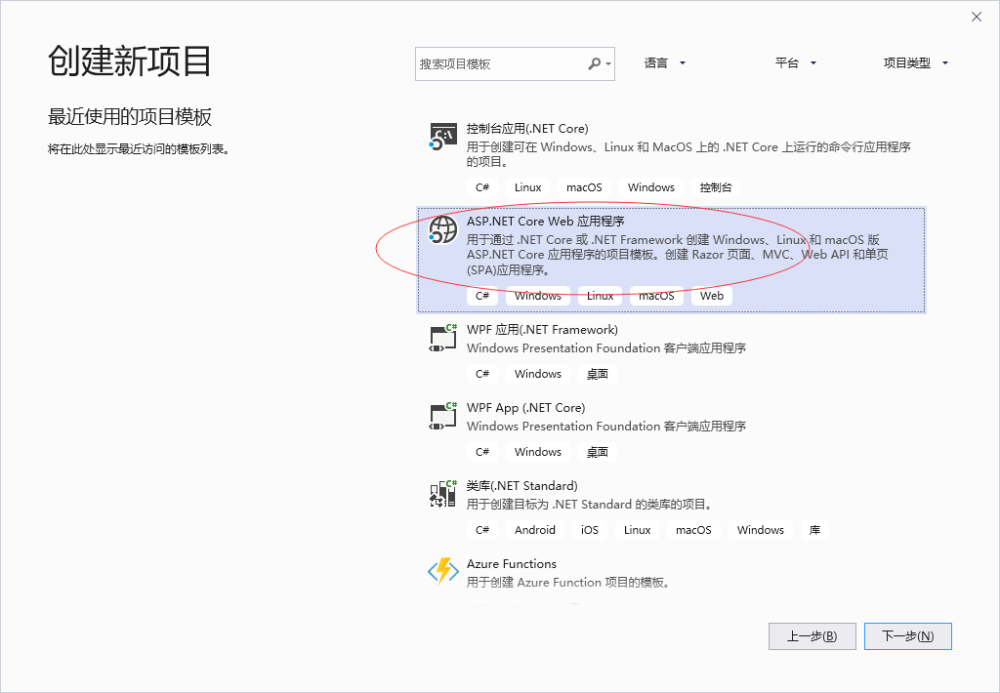 创建新项目
搜索项目模板
语言
平台
项目类型
最近使用的项目模板
将在此处显示最近访问的模板列表。
控制台应用(.NET Core)
用于创建可在 Windows、Linux 和 MacOS 上的 .NET Core 上运行的命令行应用程序
的项目。
C# Linux macOS Windows 控制台
ASP.NET Core Web 应用程序
用于通过 .NET Core 或 .NET Framework 创建 Windows、Linux 和 macOS 版
ASP.NET Core 应用程序的项目模板。创建 Razor 页面、MVC、Web API 和单页
(SPA)应用程序。
C# Windows Linux macOS Web
C#
WPF 应用(.NET Framework)
Windows Presentation Foundation 客户端应用程序
C# Windows 桌面
C#
WPF App (.NET Core)
Windows Presentation Foundation 客户端应用程序
C# Windows 桌面
C#
类库(.NET Standard)
用于创建目标为 .NET Standard 的类库的项目。
C# Android iOS Linux macOS Windows 库
Azure Functions
用于创建 Azure Function 项目的模板。
上一步(B)
下一步(N)